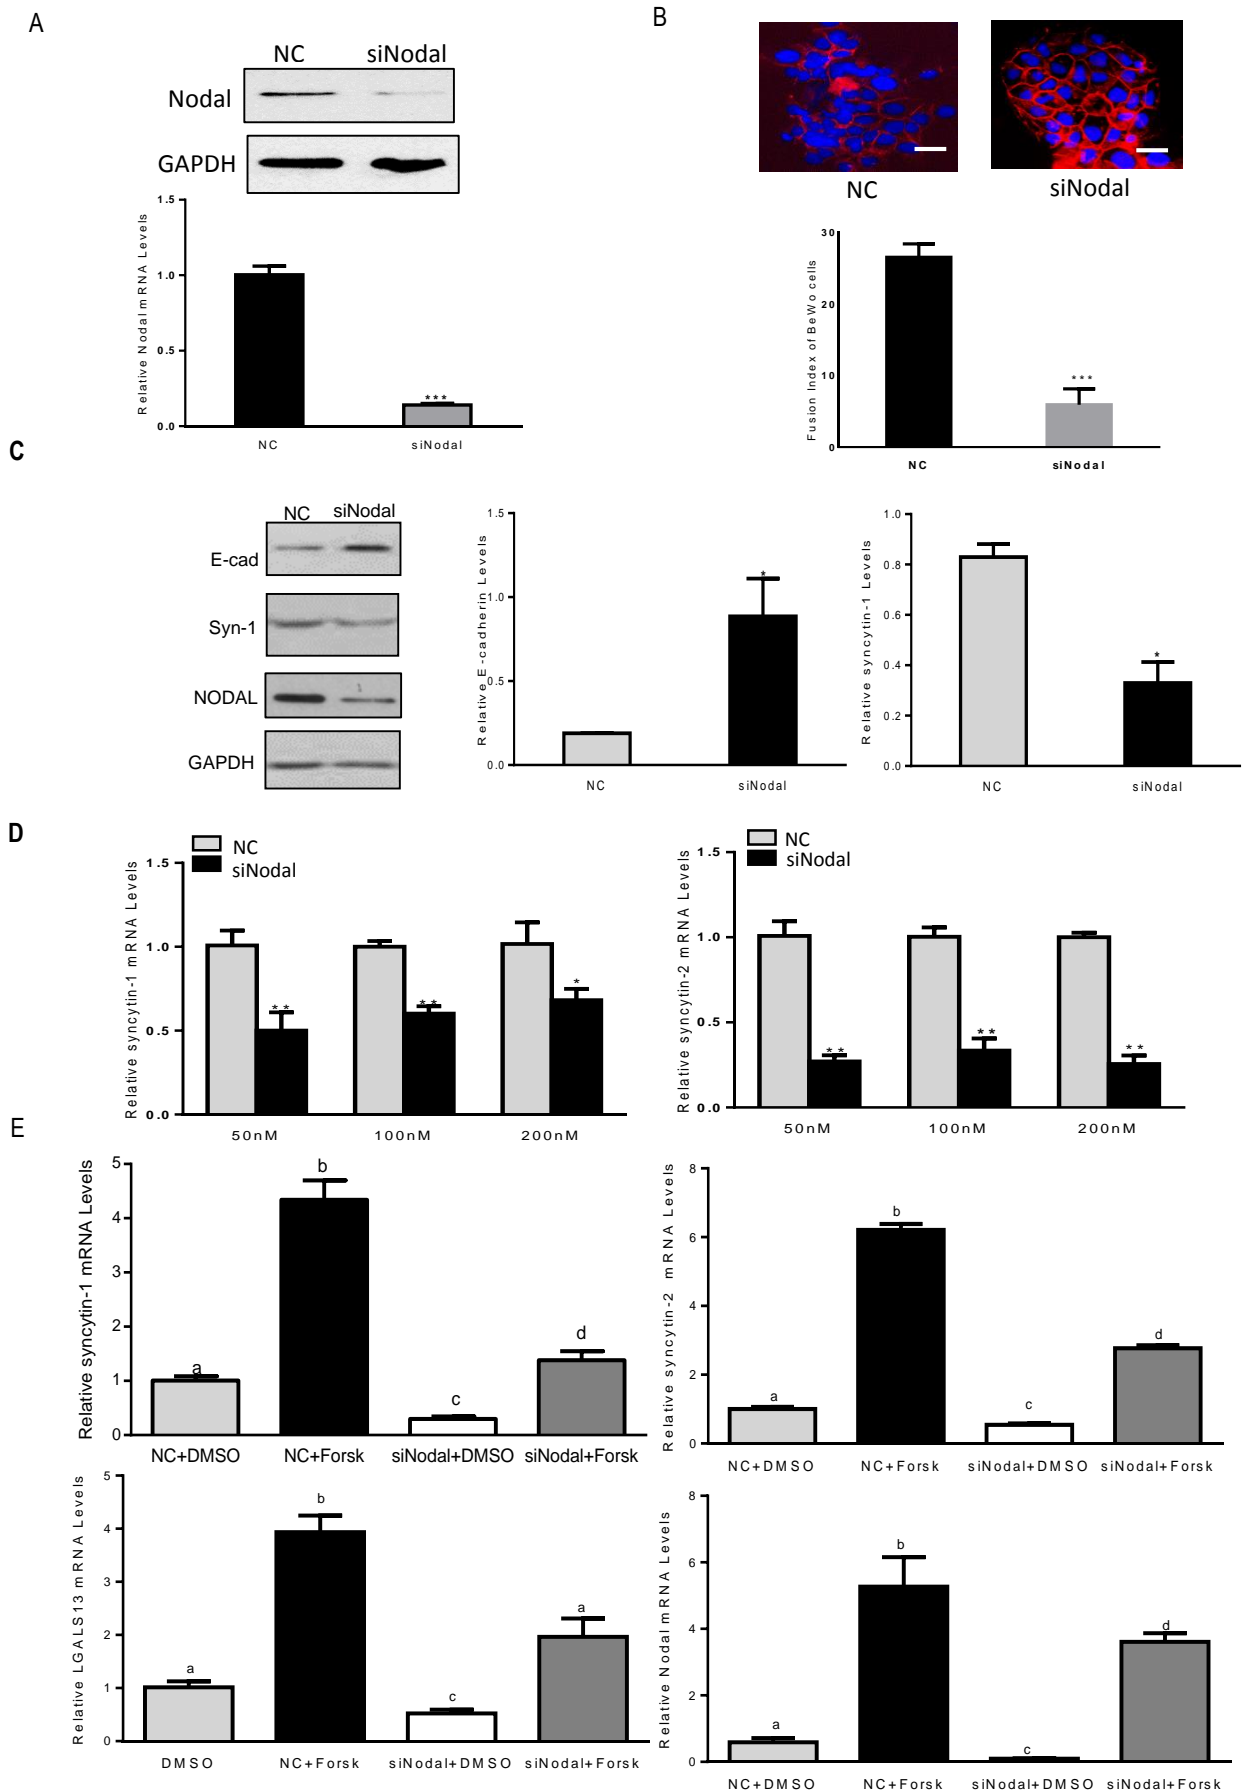 A
NC siNodal
Nodal
GAPDH
Relative Nodal mRNA Levels
1.5
1.0
0.5
0.0
***
NC siNodal
B
NC siNodal
Fusion Index of BeWo cells
30
20
10
0
***
NC siNodal
C
NC siNodal
E-cad
Syn-1
NODAL
GAPDH
Relative E-cadherin Levels
1.5
1.0
0.5
0.0
*
NC siNodal
Relative syncytin-1 Levels
0.8
0.6
0.4
0.2
0.0
1.0
*
NC siNodal
D
NC
siNodal
Relative syncytin-1 mRNA Levels
1.5
1.0
0.5
0.0
** ** *
50nM 100nM 200nM
NC
siNodal
Relative syncytin-2 mRNA Levels
1.5
1.0
0.5
0.0
** ** **
50nM 100nM 200nM
E
Relative syncytin-1 mRNA Levels
5
4
3
2
1
0
a b c d
NC+DMSO NC+Forsk siNodal+DMSO siNodal+Forsk
Relative syncytin-2 mRNA Levels
8
6
4
2
0
a b c d
NC+DMSO NC+Forsk siNodal+DMSO siNodal+Forsk
Relative LGALS13 mRNA Levels
5
4
3
2
1
0
a b c a
DMSO NC+Forsk siNodal+DMSO siNodal+Forsk
Relative Nodal mRNA Levels
8
6
4
2
0
a b c d
NC+DMSO NC+Forsk siNodal+DMSO siNodal+Forsk